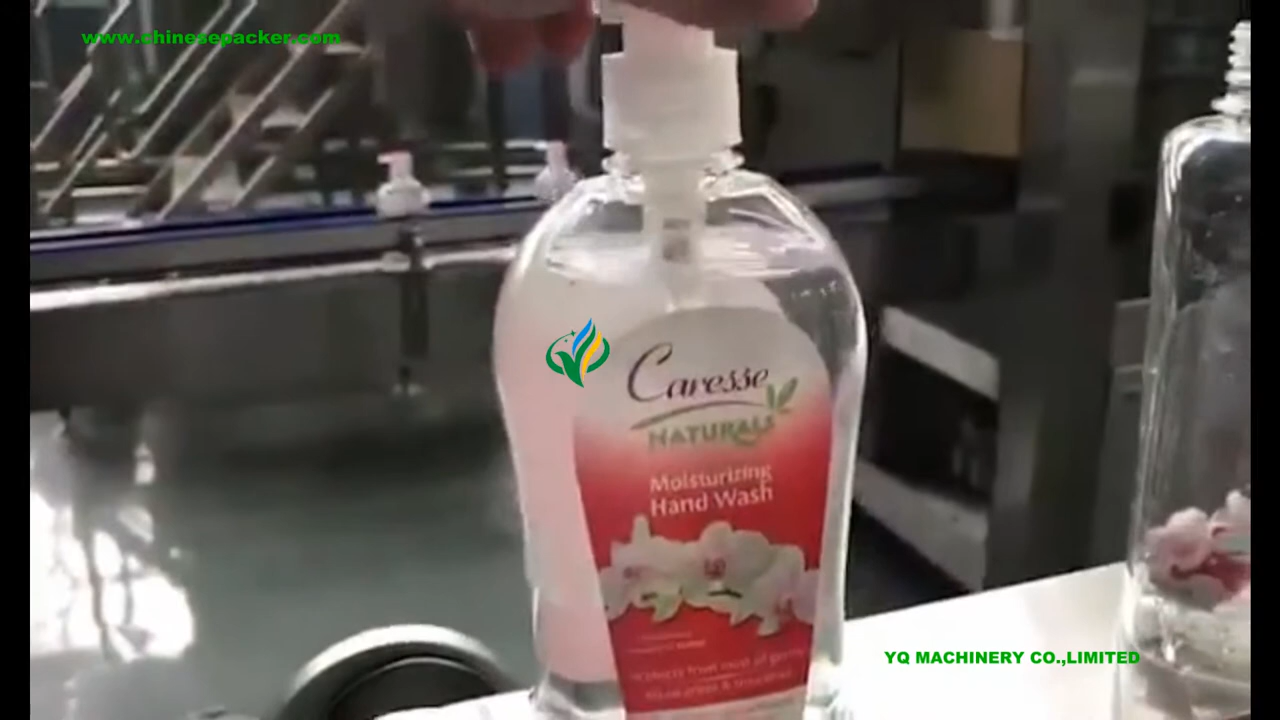 www.chinesepacker.com
Caresse
NATURALS
Moisturizing
Hand Wash
YQ MACHINERY CO.,LIMITED